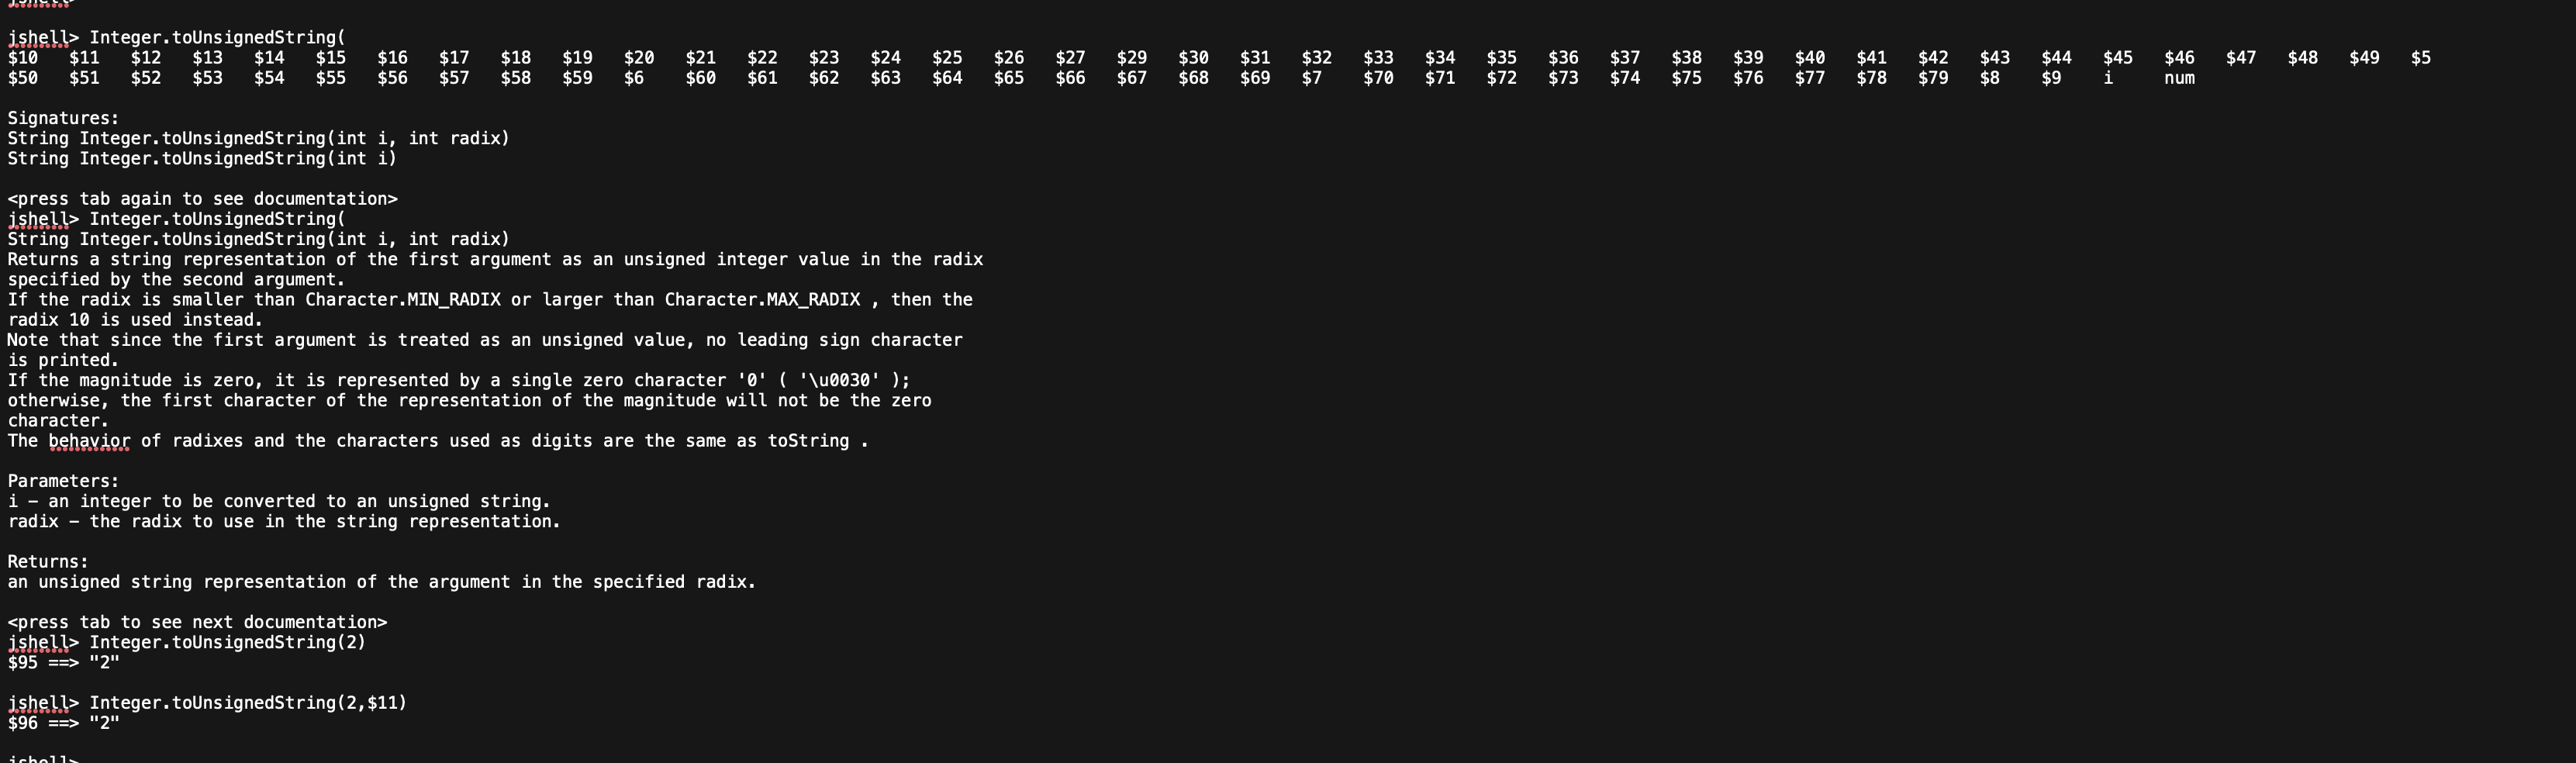 jshell>
jshell> Integer.toUnsignedString(
$10 $11 $12 $13 $14 $15 $16 $17 $18 $19 $20 $21 $22 $23 $24 $25 $26 $27 $29 $30 $31 $32 $33 $34 $35 $36 $37 $38 $39 $40 $41 $42 $43 $44 $45 $46 $47 $48 $49 $5
$50 $51 $52 $53 $54 $55 $56 $57 $58 $59 $6 $60 $61 $62 $63 $64 $65 $66 $67 $68 $69 $7 $70 $71 $72 $73 $74 $75 $76 $77 $78 $79 $8 $9 i num
Signatures:
String Integer.toUnsignedString(int i, int radix)
String Integer.toUnsignedString(int i)
<press tab again to see documentation>
jshell> Integer.toUnsignedString(
String Integer.toUnsignedString(int i, int radix)
Returns a string representation of the first argument as an unsigned integer value in the radix
specified by the second argument.
If the radix is smaller than Character.MIN_RADIX or larger than Character.MAX_RADIX , then the
radix 10 is used instead.
Note that since the first argument is treated as an unsigned value, no leading sign character
is printed.
If the magnitude is zero, it is represented by a single zero character '0' ( '\u0030' );
otherwise, the first character of the representation of the magnitude will not be the zero
character.
The behavior of radixes and the characters used as digits are the same as toString .
Parameters:
i – an integer to be converted to an unsigned string.
radix – the radix to use in the string representation.
Returns:
an unsigned string representation of the argument in the specified radix.
<press tab to see next documentation>
jshell> Integer.toUnsignedString(2)
$95 ==> "2"
jshell> Integer.toUnsignedString(2,$11)
$96 ==> "2"
jshell>